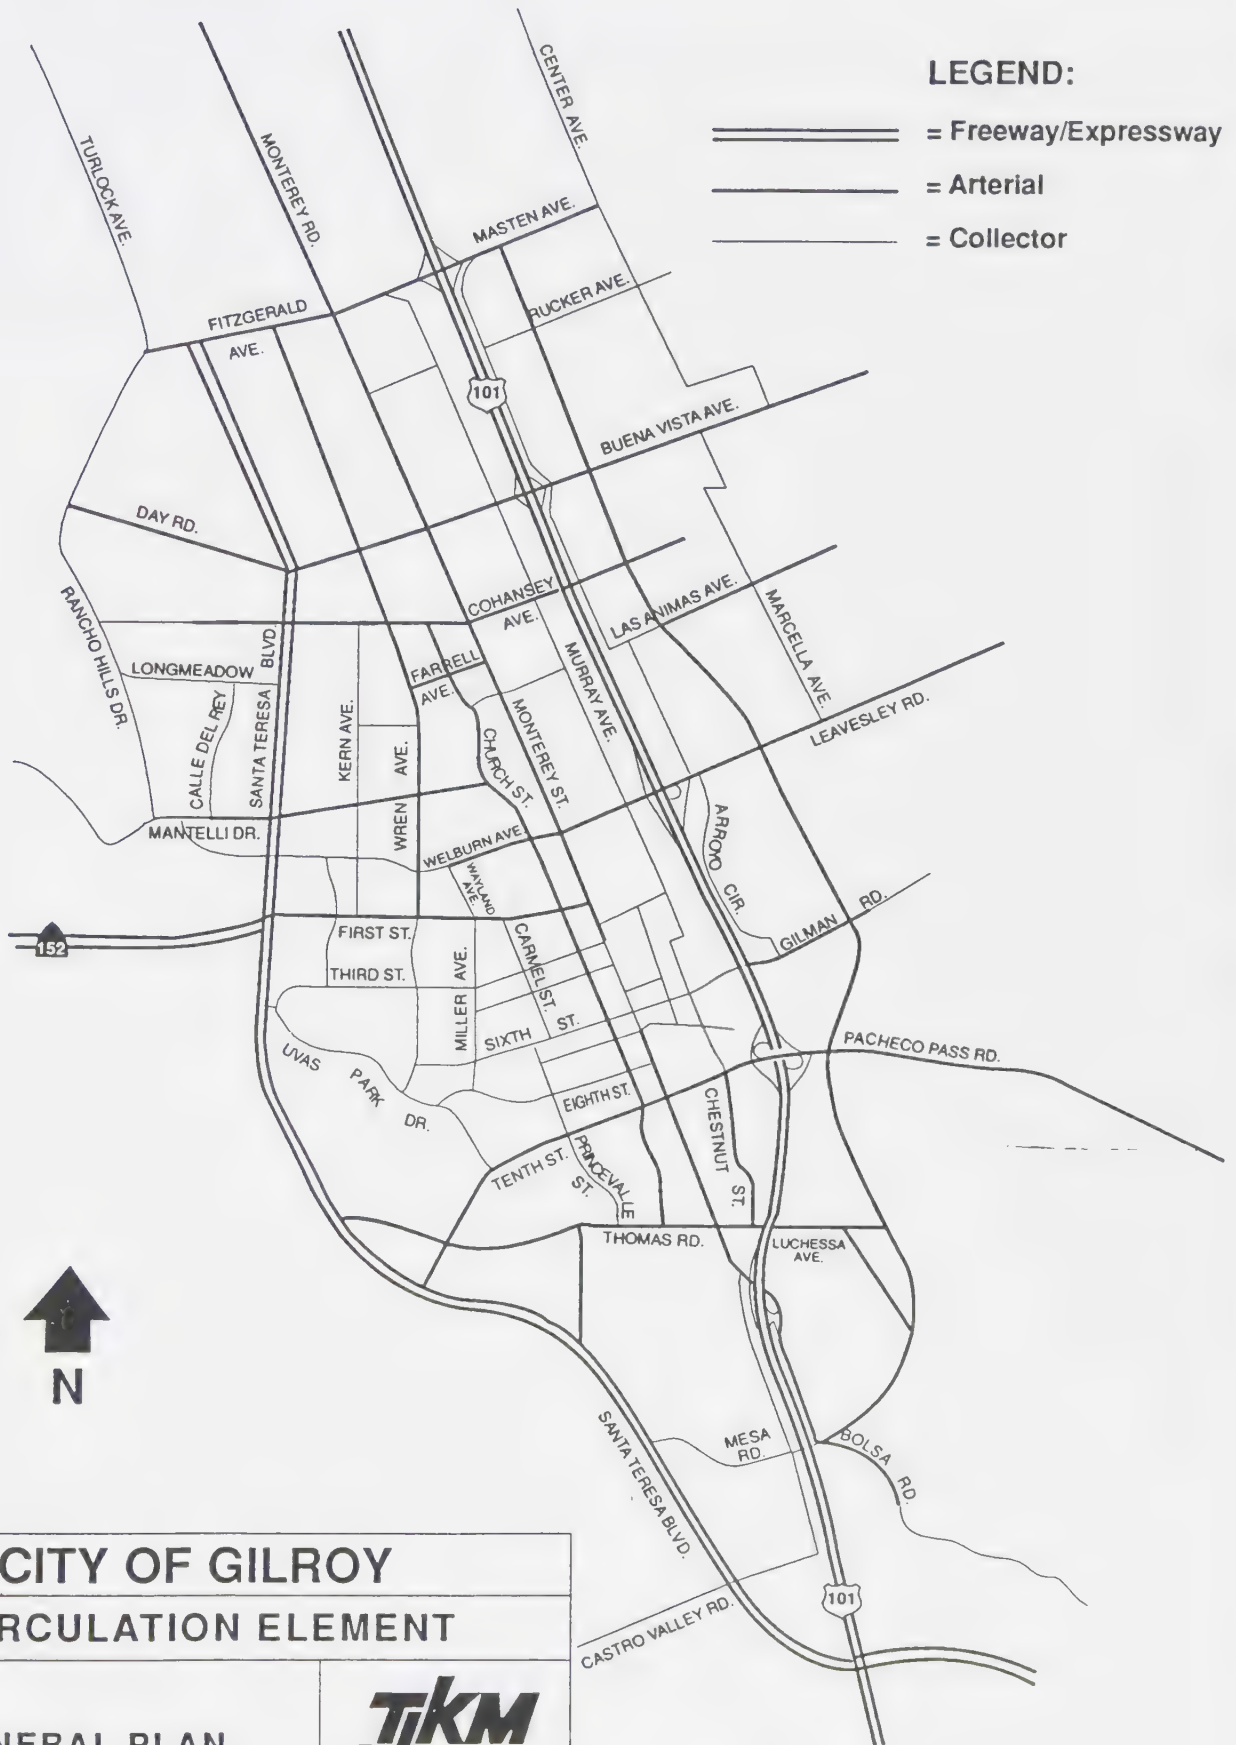 LEGEND:
= Freeway/Expressway
= Arterial
= Collector
CENTER AVE.
TURLOCK AVE.
MONTEREY RD.
MASTEN AVE.
RUCKER AVE.
FITZGERALD
AVE.
101
BUENA VISTA AVE.
DAY RD.
COHANSEY
AVE.
LAS ANIMAS AVE.
MARCELLA AVE.
RANCHO HILLS DR.
LONGMEADOW
CALLE DEL REY
SANTA TERESA BLVD.
KERN AVE.
WREN AVE.
FARRELL
AVE.
CHURCH ST.
MONTEREY ST.
MURRAY AVE.
LEAVESLEY RD.
MANTELLI DR.
WELBURN AVE.
WAYLAND
AVE.
ARROYO CIR.
GILMAN RD.
152
FIRST ST.
THIRD ST.
MILLER AVE.
CARMEL ST.
SIXTH ST.
UVAS PARK DR.
EIGHTH ST.
PACHECO PASS RD.
CHESTNUT ST.
TENTH ST.
PRINCEVALLE
ST.
THOMAS RD.
LUCHESSA
AVE.
N
MESA
RD.
BOLSA RD.
SANTA TERESA BLVD.
CASTRO VALLEY RD.
101
CITY OF GILROY
RCULATION ELEMENT
NERAL PLAN
TJKM